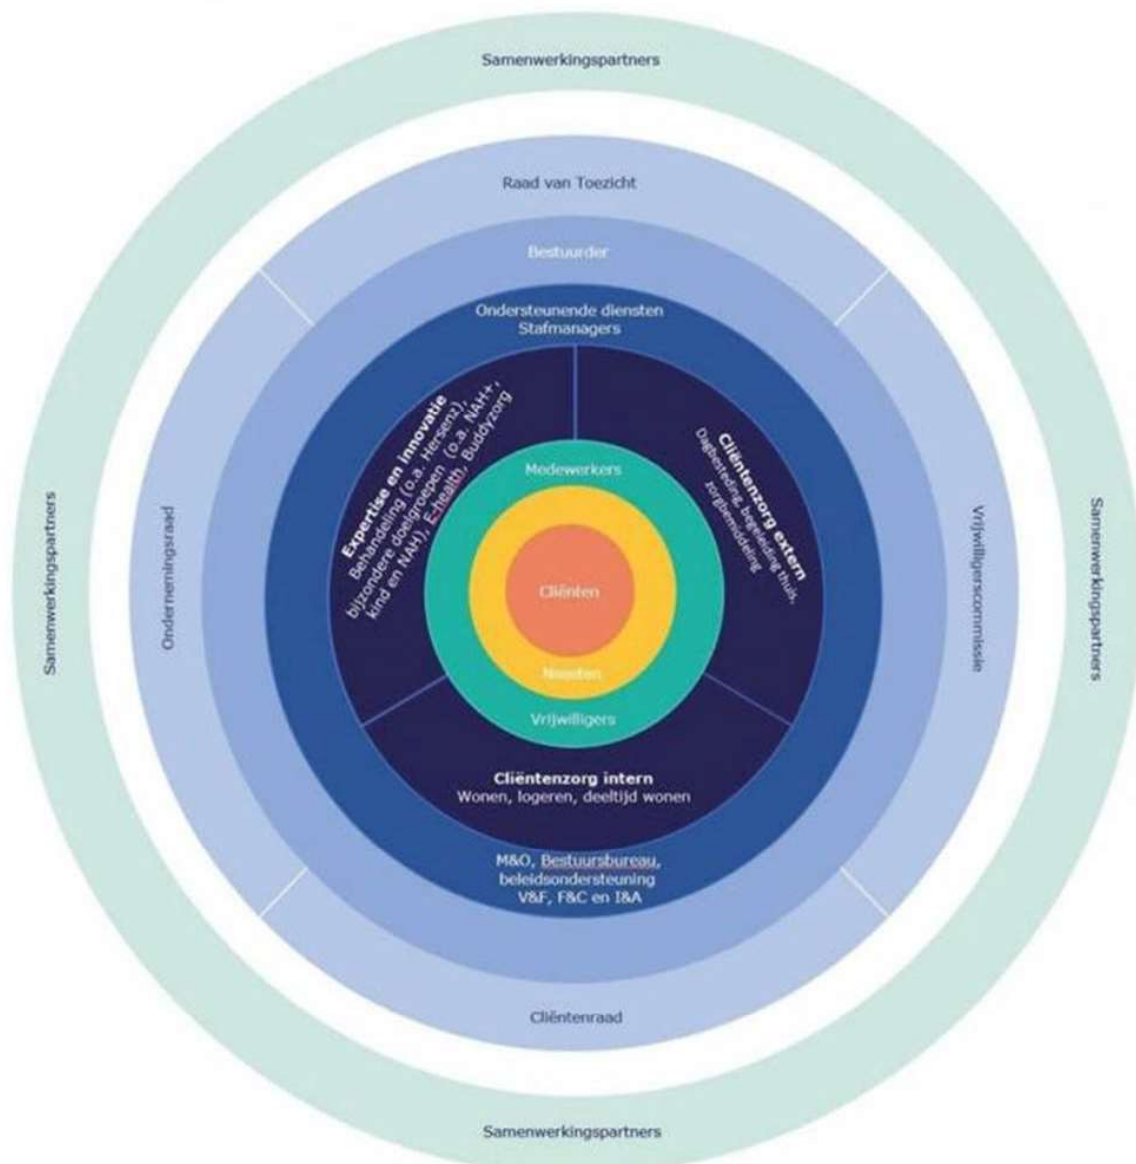 Samenwerkingspartners
Raad van Toezicht
Bestuurder
Ondersteunende diensten
Stafmanagers
Expertise en innovatie
Behandeling (o.a. Hersenz),
bijzondere doelgroepen (o.a. NAH+,
kind en NAH), E-health, Buddyzorg
Cliëntenzorg extern
Dagbesteding, begeleiding thuis,
zorgbemiddeling
Medewerkers
Cliënten
Naasten
Vrijwilligers
Samenwerkingspartners
Ondernemingsraad
Vrijwilligerscommissie
Samenwerkingspartners
Cliëntenzorg intern
Wonen, logeren, deeltijd wonen
M&O, Bestuursbureau,
beleidsondersteuning
V&F, F&C en I&A
Cliëntenraad
Samenwerkingspartners